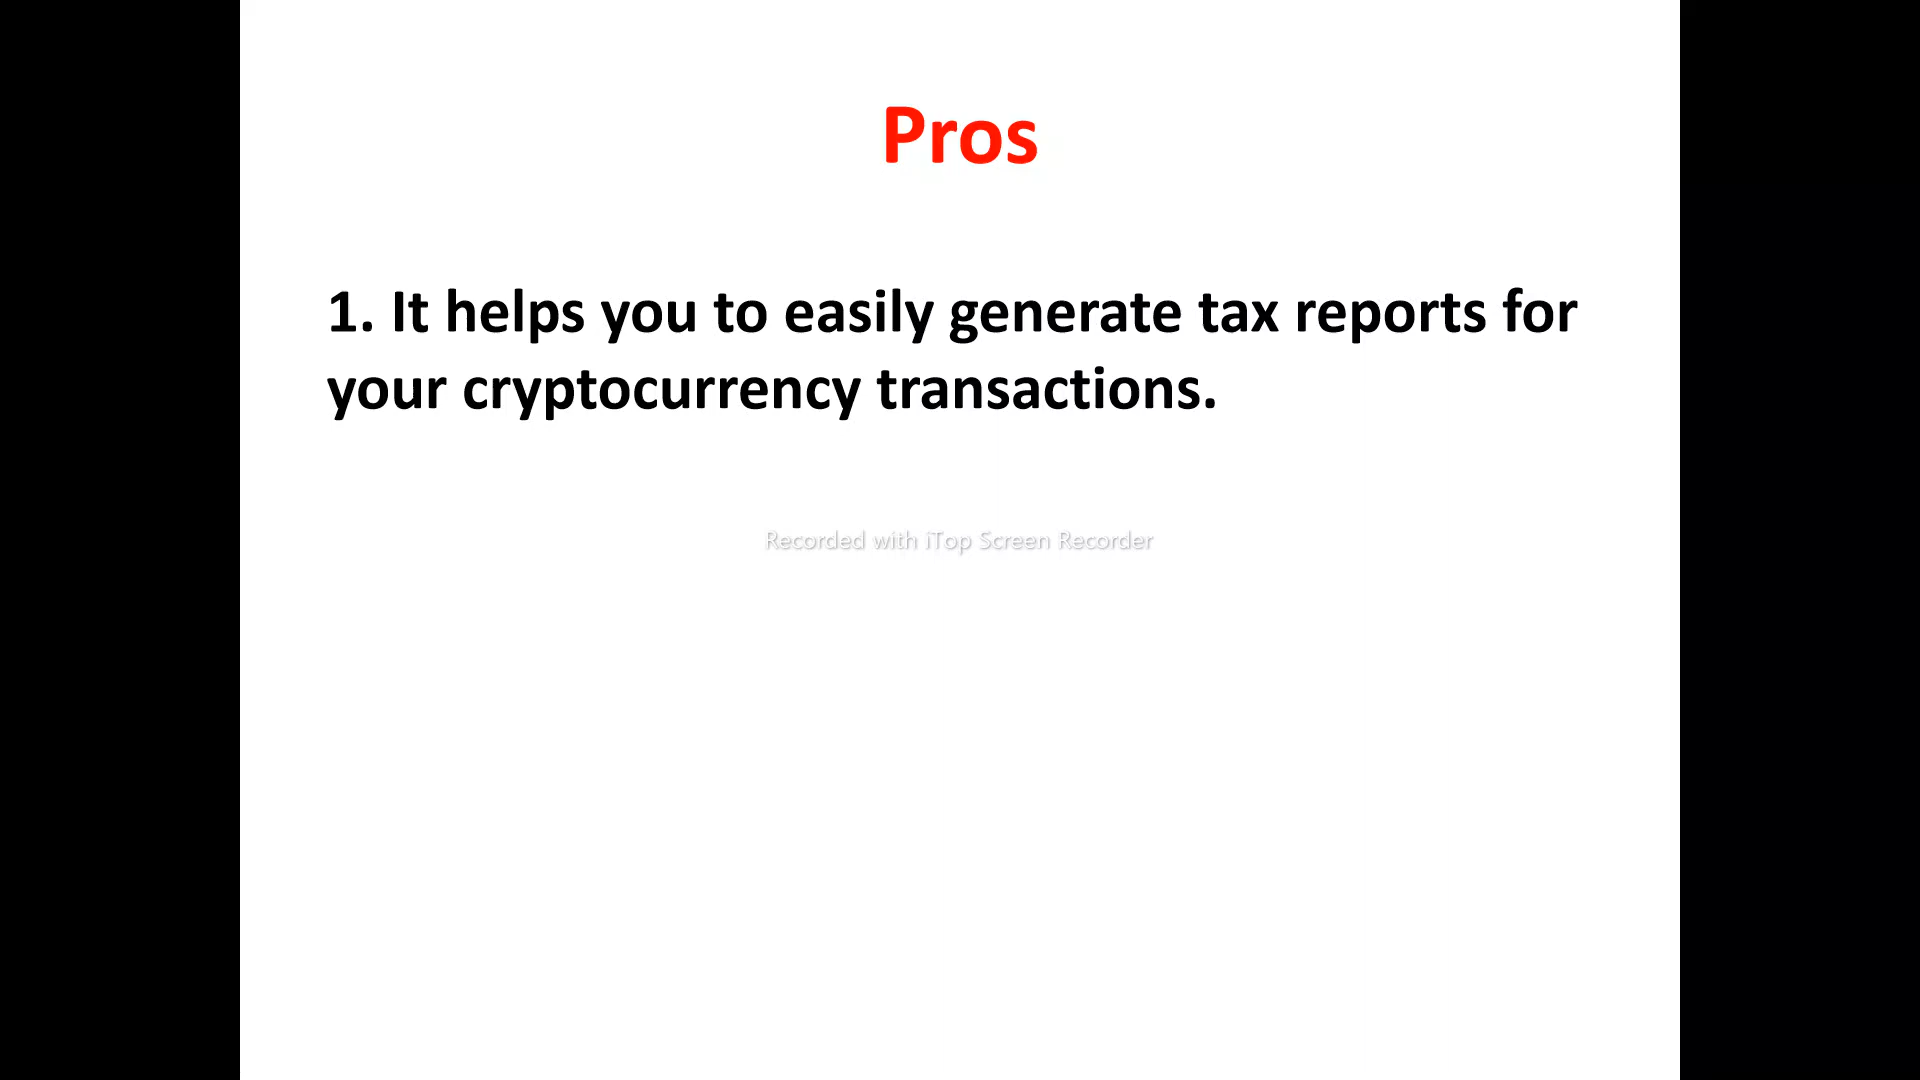 Pros
1. It helps you to easily generate tax reports for
your cryptocurrency transactions.
Recorded with iTop Screen Recorder